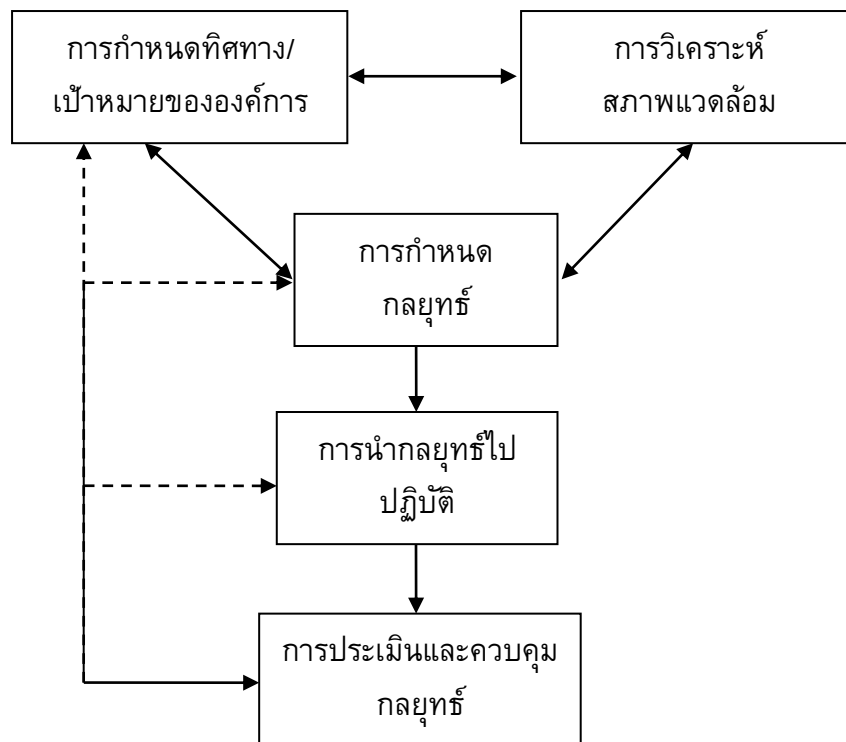 การกำหนดทิศทาง/
เป้าหมายขององค์การ
การวิเคราะห์
สภาพแวดล้อม
การกำหนด
กลยุทธ์
การนำกลยุทธ์ไป
ปฏิบัติ
การประเมินและควบคุม
กลยุทธ์